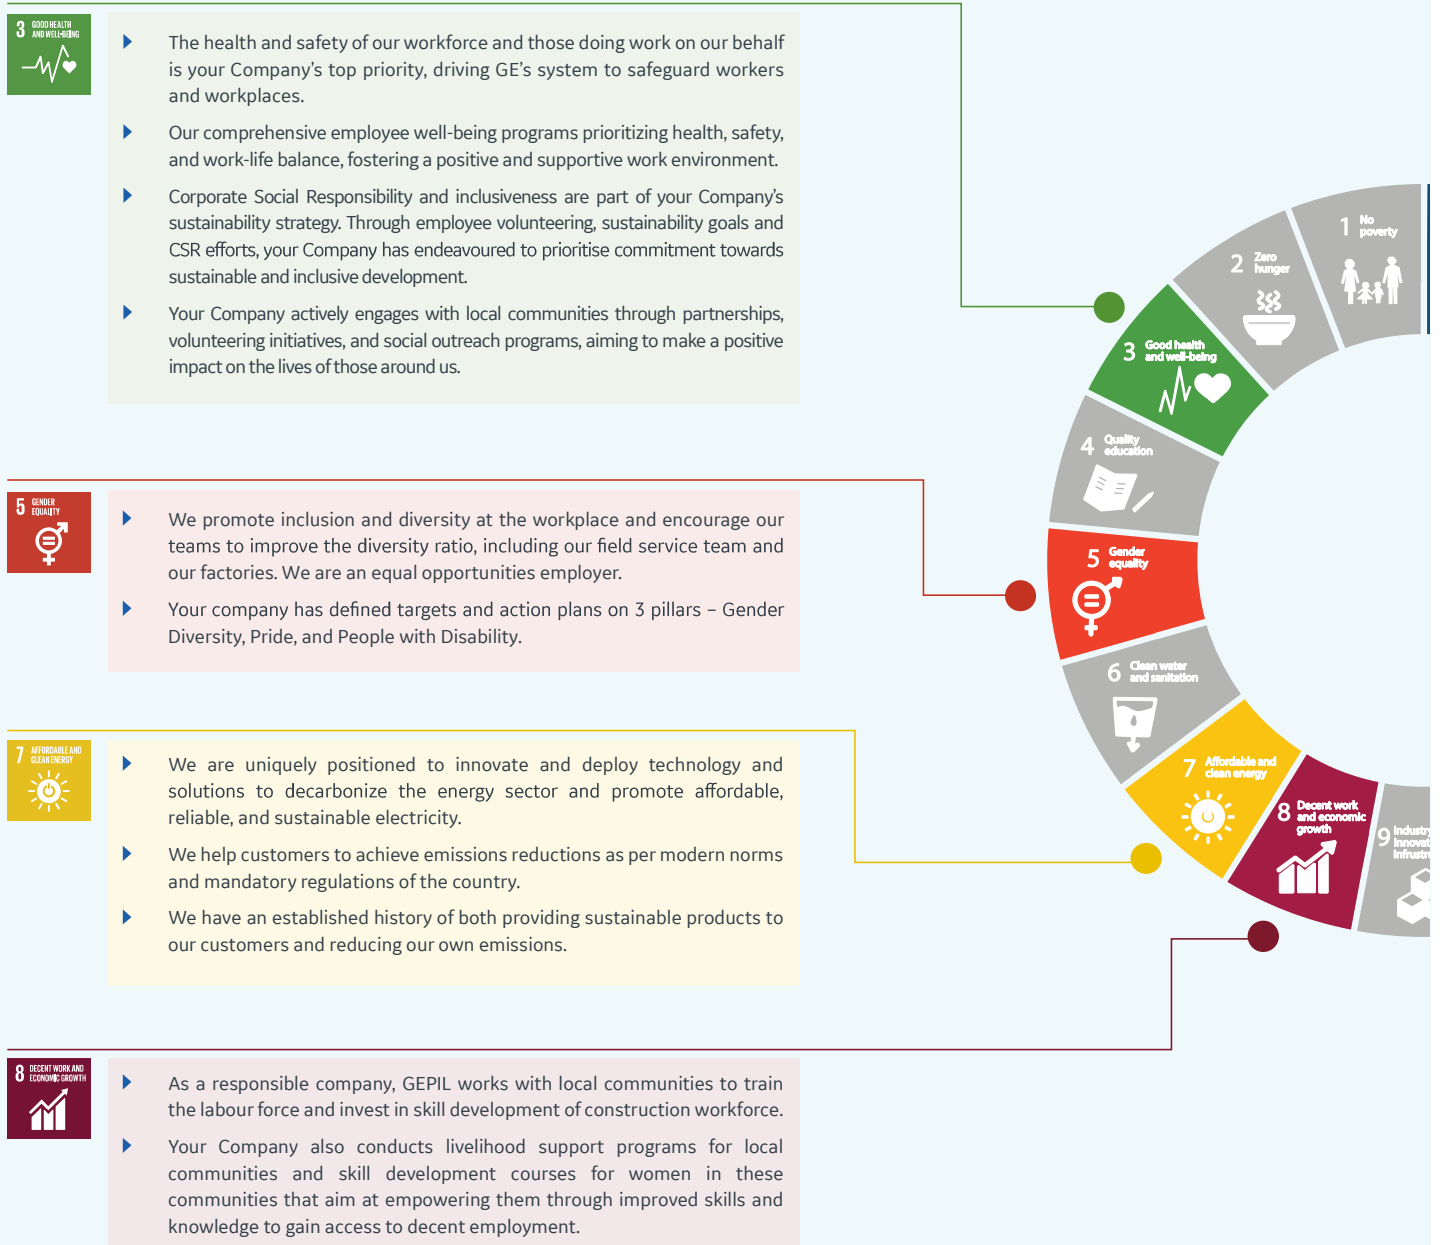 3 GOOD HEALTH
AND WELL-BEING
The health and safety of our workforce and those doing work on our behalf
is your Company's top priority, driving GE's system to safeguard workers
and workplaces.
Our comprehensive employee well-being programs prioritizing health, safety,
and work-life balance, fostering a positive and supportive work environment.
Corporate Social Responsibility and inclusiveness are part of your Company's
sustainability strategy. Through employee volunteering, sustainability goals and
CSR efforts, your Company has endeavoured to prioritise commitment towards
sustainable and inclusive development.
Your Company actively engages with local communities through partnerships,
volunteering initiatives, and social outreach programs, aiming to make a positive
impact on the lives of those around us.
5 GENDER
EQUALITY
We promote inclusion and diversity at the workplace and encourage our
teams to improve the diversity ratio, including our field service team and
our factories. We are an equal opportunities employer.
Your company has defined targets and action plans on 3 pillars – Gender
Diversity, Pride, and People with Disability.
7 AFFORDABLE AND
CLEAN ENERGY
We are uniquely positioned to innovate and deploy technology and
solutions to decarbonize the energy sector and promote affordable,
reliable, and sustainable electricity.
We help customers to achieve emissions reductions as per modern norms
and mandatory regulations of the country.
We have an established history of both providing sustainable products to
our customers and reducing our own emissions.
8 DECENT WORK AND
ECONOMIC GROWTH
As a responsible company, GEPIL works with local communities to train
the labour force and invest in skill development of construction workforce.
Your Company also conducts livelihood support programs for local
communities and skill development courses for women in these
communities that aim at empowering them through improved skills and
knowledge to gain access to decent employment.
1 No
poverty
2 Zero
hunger
3 Good health
and well-being
4 Quality
education
5 Gender
equality
6 Clean water
and sanitation
7 Affordable and
clean energy
8 Decent work
and economic
growth
9 Industry